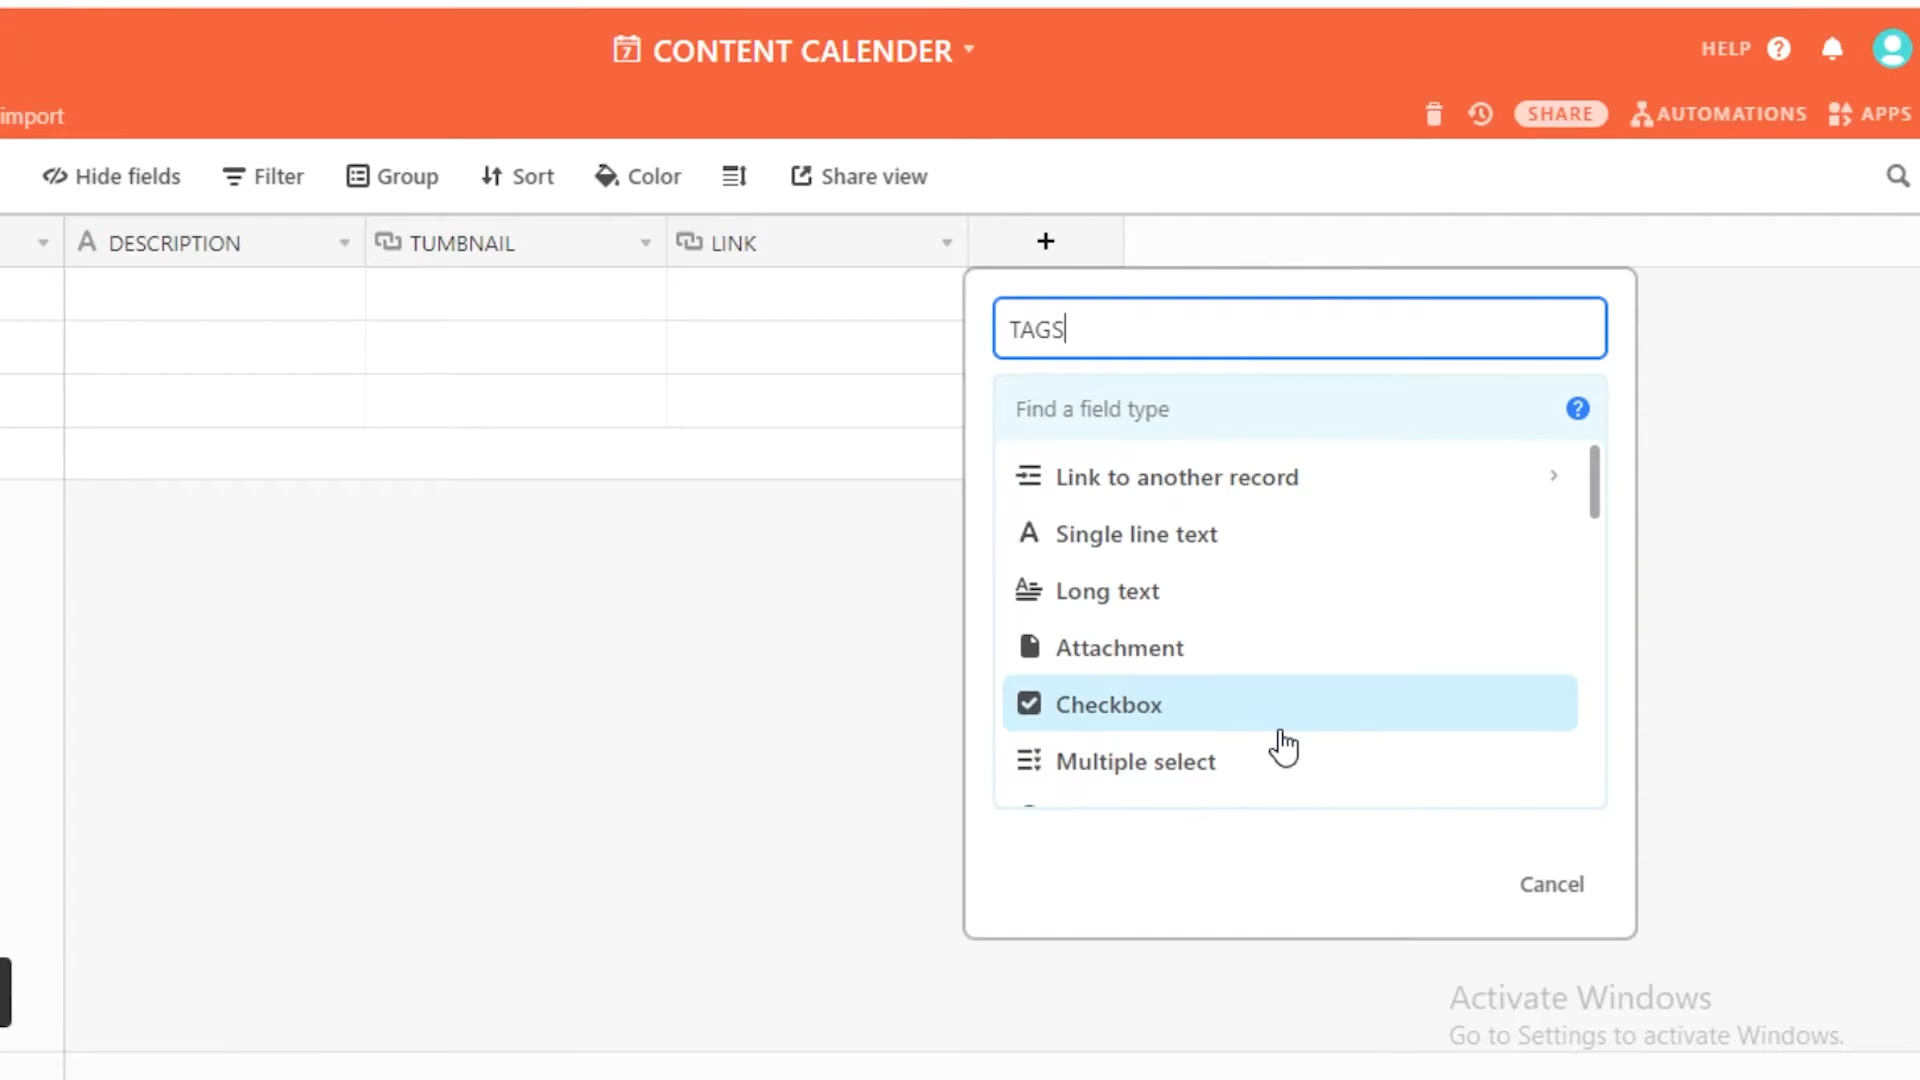 CONTENT CALENDER
HELP
import
SHARE
AUTOMATIONS
APPS
Hide fields
Filter
Group
Sort
Color
Share view
DESCRIPTION
TUMBNAIL
LINK
TAGS
Find a field type
Link to another record
Single line text
Long text
Attachment
Checkbox
Multiple select
Cancel
Activate Windows
Go to Settings to activate Windows.